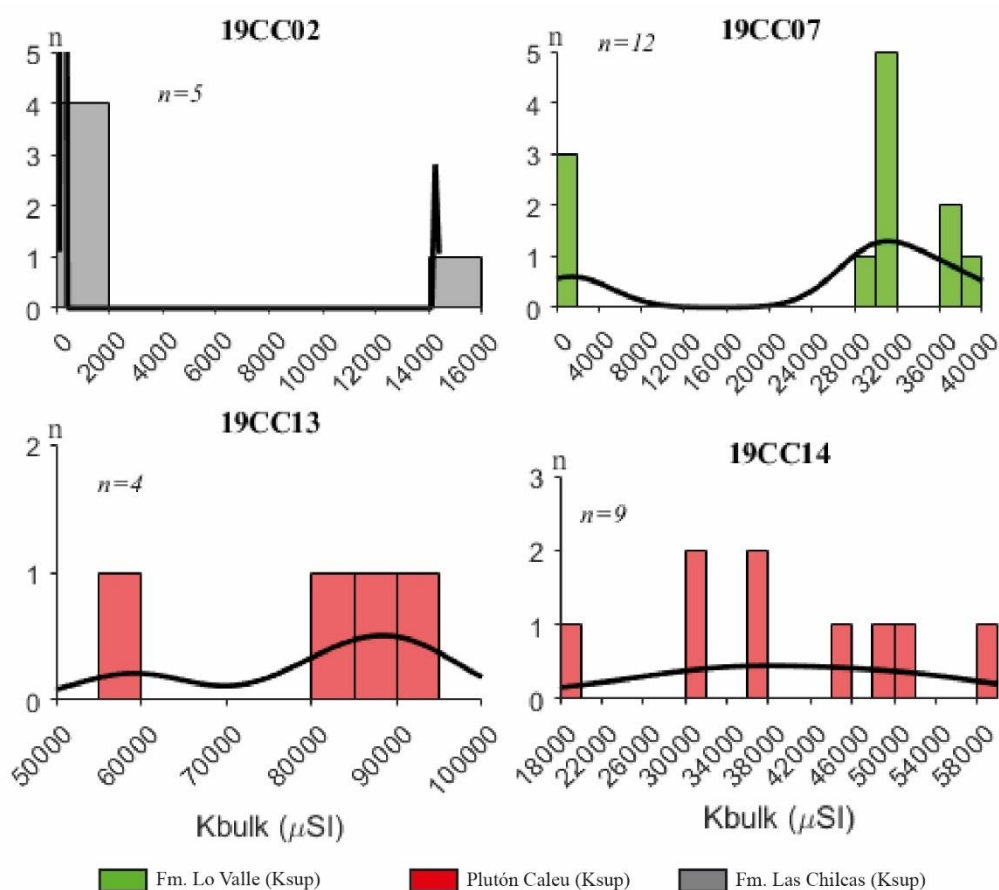 19CC02
n
n=5
5
4
3
2
1
0
0 2000 4000 6000 8000 10000 12000 14000 16000
19CC07
n
n=12
5
4
3
2
1
0
0 4000 8000 12000 16000 20000 24000 28000 32000 36000 40000
19CC13
n
n=4
2
1
0
50000 60000 70000 80000 90000 100000
Kbulk (μSI)
19CC14
n
n=9
3
2
1
0
18000 22000 26000 30000 34000 38000 42000 46000 50000 54000 58000
Kbulk (μSI)
Fm. Lo Valle (Ksup) Plutón Caleu (Ksup) Fm. Las Chilcas (Ksup)